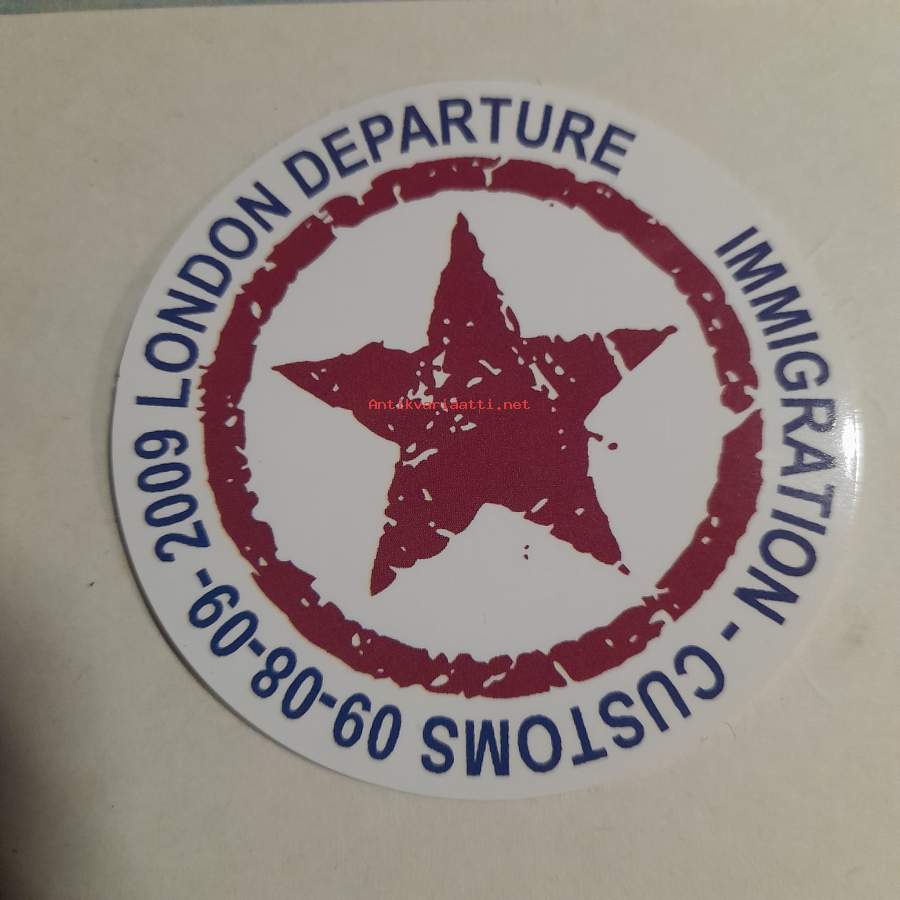 IMMIGRATION - CUSTOMS 09-08-09- 2009 LONDON DEPARTURE
Antikvariaatti.net